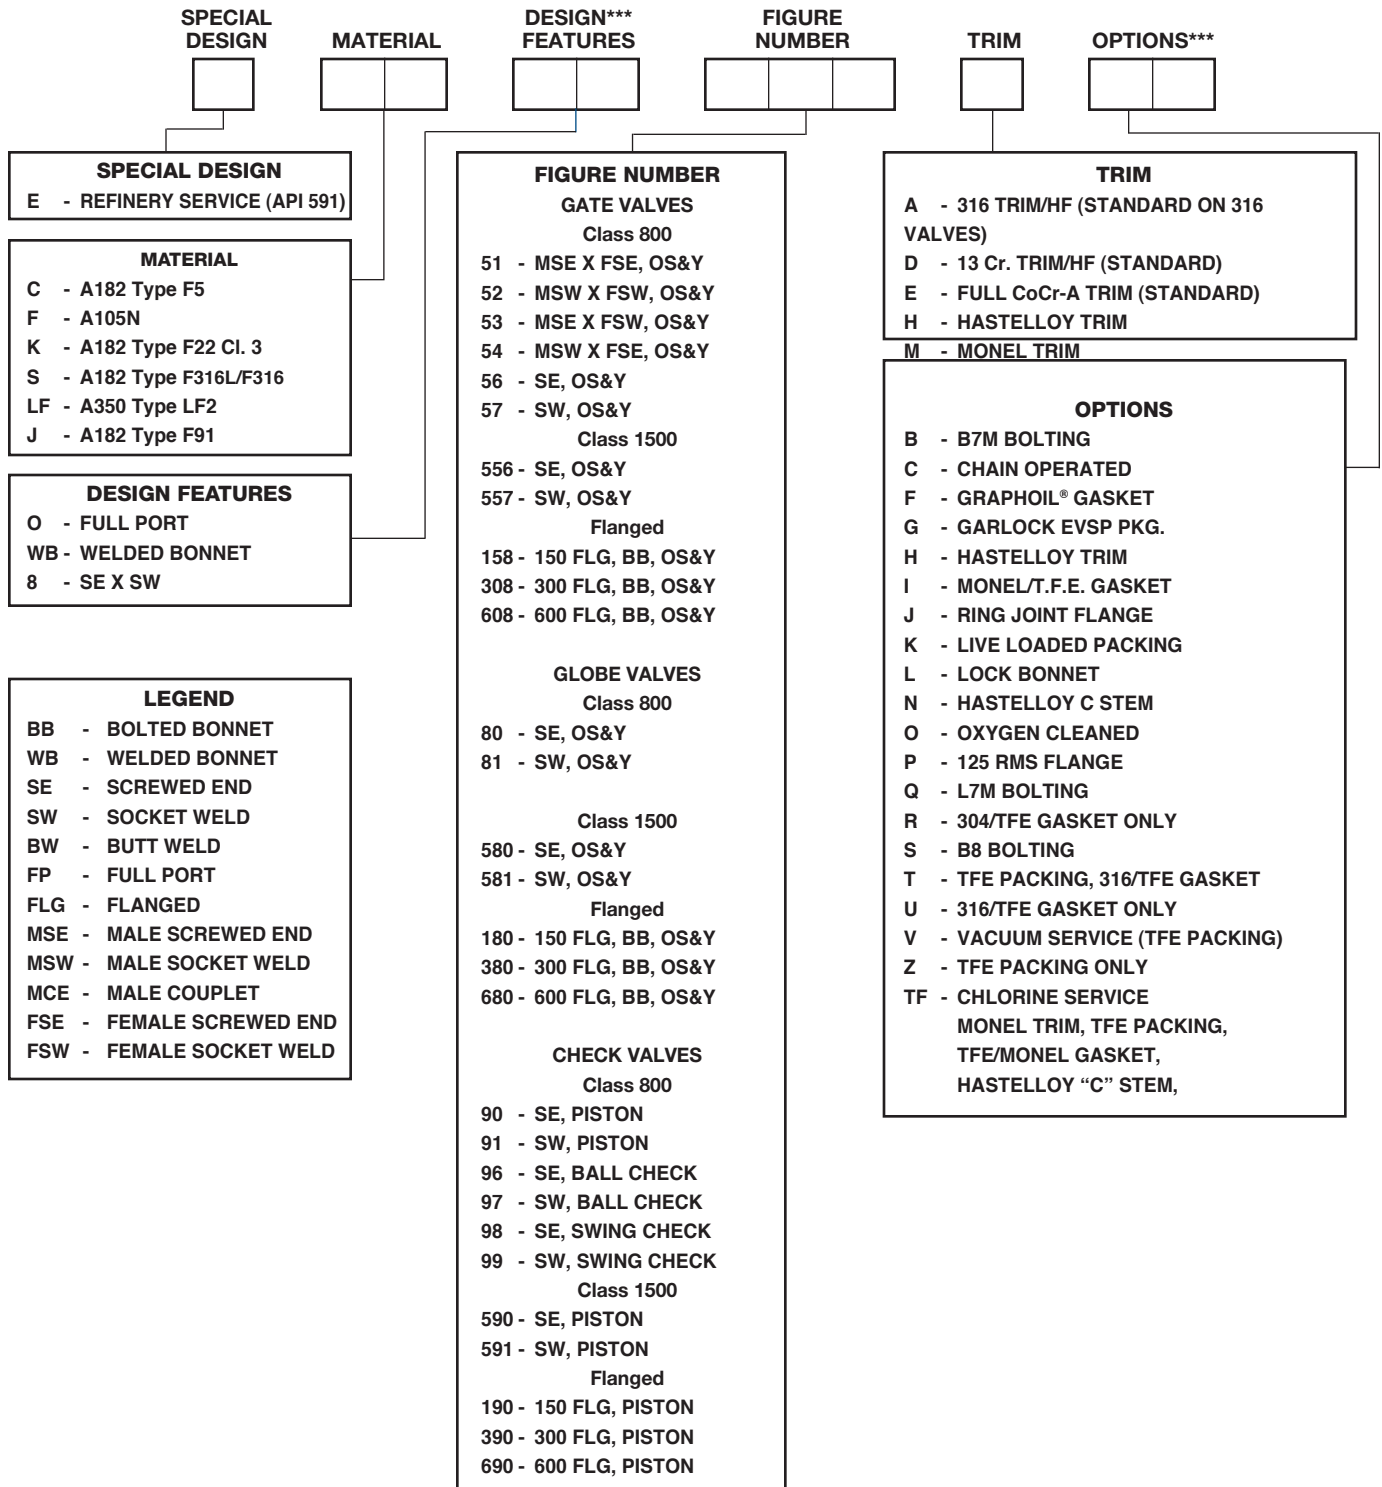 SPECIAL DESIGN
MATERIAL
DESIGN*** FEATURES
FIGURE NUMBER
TRIM
OPTIONS***
SPECIAL DESIGN
E - REFINERY SERVICE (API 591)
MATERIAL
C - A182 Type F5
F - A105N
K - A182 Type F22 Cl. 3
S - A182 Type F316L/F316
LF - A350 Type LF2
J - A182 Type F91
DESIGN FEATURES
O - FULL PORT
WB - WELDED BONNET
8 - SE X SW
LEGEND
BB - BOLTED BONNET
WB - WELDED BONNET
SE - SCREWED END
SW - SOCKET WELD
BW - BUTT WELD
FP - FULL PORT
FLG - FLANGED
MSE - MALE SCREWED END
MSW - MALE SOCKET WELD
MCE - MALE COUPLET
FSE - FEMALE SCREWED END
FSW - FEMALE SOCKET WELD
FIGURE NUMBER
GATE VALVES
Class 800
51 - MSE X FSE, OS&Y
52 - MSW X FSW, OS&Y
53 - MSE X FSW, OS&Y
54 - MSW X FSE, OS&Y
56 - SE, OS&Y
57 - SW, OS&Y
Class 1500
556 - SE, OS&Y
557 - SW, OS&Y
Flanged
158 - 150 FLG, BB, OS&Y
308 - 300 FLG, BB, OS&Y
608 - 600 FLG, BB, OS&Y
GLOBE VALVES
Class 800
80 - SE, OS&Y
81 - SW, OS&Y
Class 1500
580 - SE, OS&Y
581 - SW, OS&Y
Flanged
180 - 150 FLG, BB, OS&Y
380 - 300 FLG, BB, OS&Y
680 - 600 FLG, BB, OS&Y
CHECK VALVES
Class 800
90 - SE, PISTON
91 - SW, PISTON
96 - SE, BALL CHECK
97 - SW, BALL CHECK
98 - SE, SWING CHECK
99 - SW, SWING CHECK
Class 1500
590 - SE, PISTON
591 - SW, PISTON
Flanged
190 - 150 FLG, PISTON
390 - 300 FLG, PISTON
690 - 600 FLG, PISTON
TRIM
A - 316 TRIM/HF (STANDARD ON 316
VALVES)
D - 13 Cr. TRIM/HF (STANDARD)
E - FULL CoCr-A TRIM (STANDARD)
H - HASTELLOY TRIM
M - MONEL TRIM
OPTIONS
B - B7M BOLTING
C - CHAIN OPERATED
F - GRAPHOIL® GASKET
G - GARLOCK EVSP PKG.
H - HASTELLOY TRIM
I - MONEL/T.F.E. GASKET
J - RING JOINT FLANGE
K - LIVE LOADED PACKING
L - LOCK BONNET
N - HASTELLOY C STEM
O - OXYGEN CLEANED
P - 125 RMS FLANGE
Q - L7M BOLTING
R - 304/TFE GASKET ONLY
S - B8 BOLTING
T - TFE PACKING, 316/TFE GASKET
U - 316/TFE GASKET ONLY
V - VACUUM SERVICE (TFE PACKING)
Z - TFE PACKING ONLY
TF - CHLORINE SERVICE
MONEL TRIM, TFE PACKING,
TFE/MONEL GASKET,
HASTELLOY “C” STEM,